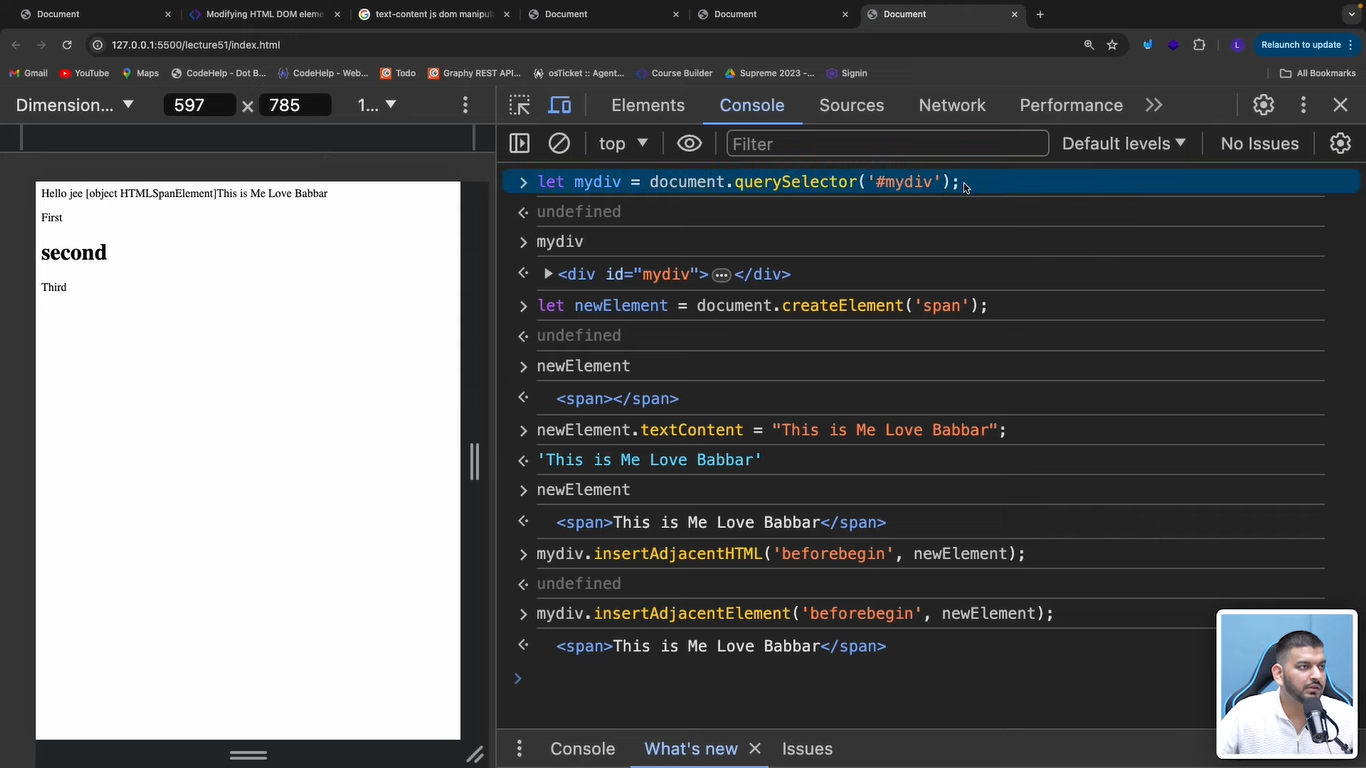 Document
Modifying HTML DOM eleme
text-content js dom manipula
Document
Document
Document
127.0.0.1:5500/lecture51/index.html
L
Relaunch to update
Gmail
YouTube
Maps
CodeHelp - Dot B...
CodeHelp - Web...
Todo
Graphy REST API...
osTicket :: Agent...
Course Builder
Supreme 2023 -...
Signin
All Bookmarks
Dimension...
597
785
1...
Elements
Console
Sources
Network
Performance
top
Filter
Default levels
No Issues
Hello jee [object HTMLSpanElement]This is Me Love Babbar
First
second
Third
let mydiv = document.querySelector('#mydiv');
undefined
mydiv
<div id="mydiv">…</div>
let newElement = document.createElement('span');
undefined
newElement
<span></span>
newElement.textContent = "This is Me Love Babbar";
'This is Me Love Babbar'
newElement
<span>This is Me Love Babbar</span>
mydiv.insertAdjacentHTML('beforebegin', newElement);
undefined
mydiv.insertAdjacentElement('beforebegin', newElement);
<span>This is Me Love Babbar</span>
Console
What's new
Issues